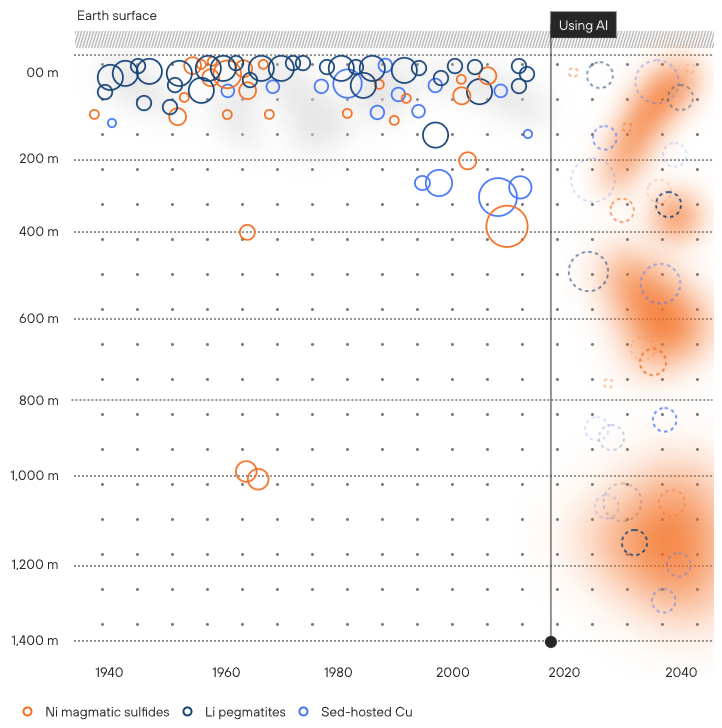 Earth surface
Using AI
00 m
200 m
400 m
600 m
800 m
1,000 m
1,200 m
1,400 m
1940 1960 1980 2000 2020 2040
Ni magmatic sulfides Li pegmatites Sed-hosted Cu